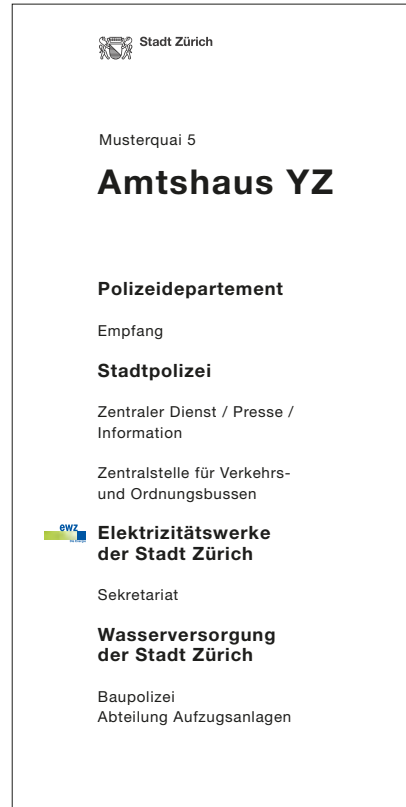 Stadt Zürich
Musterquai 5
Amtshaus YZ
Polizeidepartement
Empfang
Stadtpolizei
Zentraler Dienst / Presse /
Information
Zentralstelle für Verkehrs-
und Ordnungsbussen
ewz
Elektrizitätswerke
der Stadt Zürich
Sekretariat
Wasserversorgung
der Stadt Zürich
Baupolizei
Abteilung Aufzugsanlagen